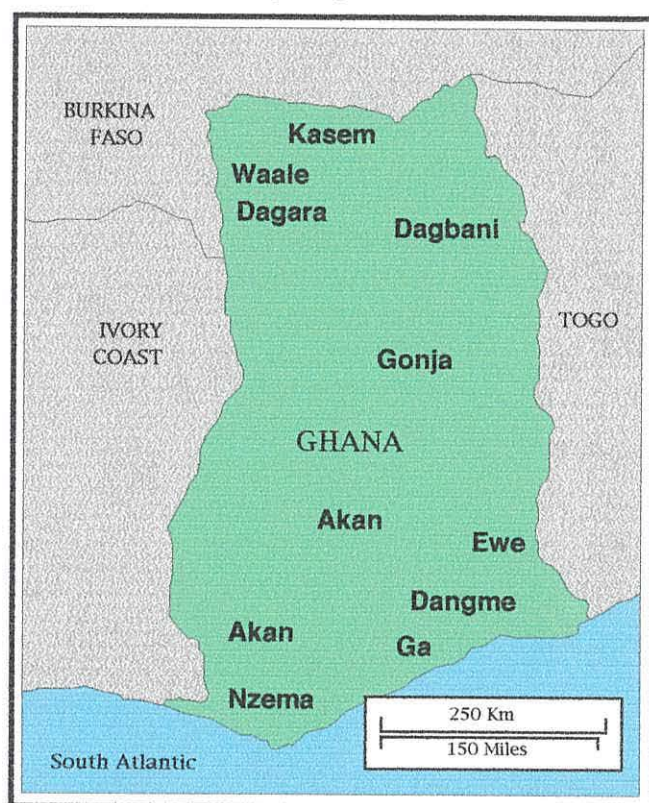 BURKINA
FASO
Kasem
Waale
Dagara
Dagbani
IVORY
COAST
TOGO
Gonja
GHANA
Akan
Ewe
Dangme
Akan
Ga
Nzema
250 Km
150 Miles
South Atlantic